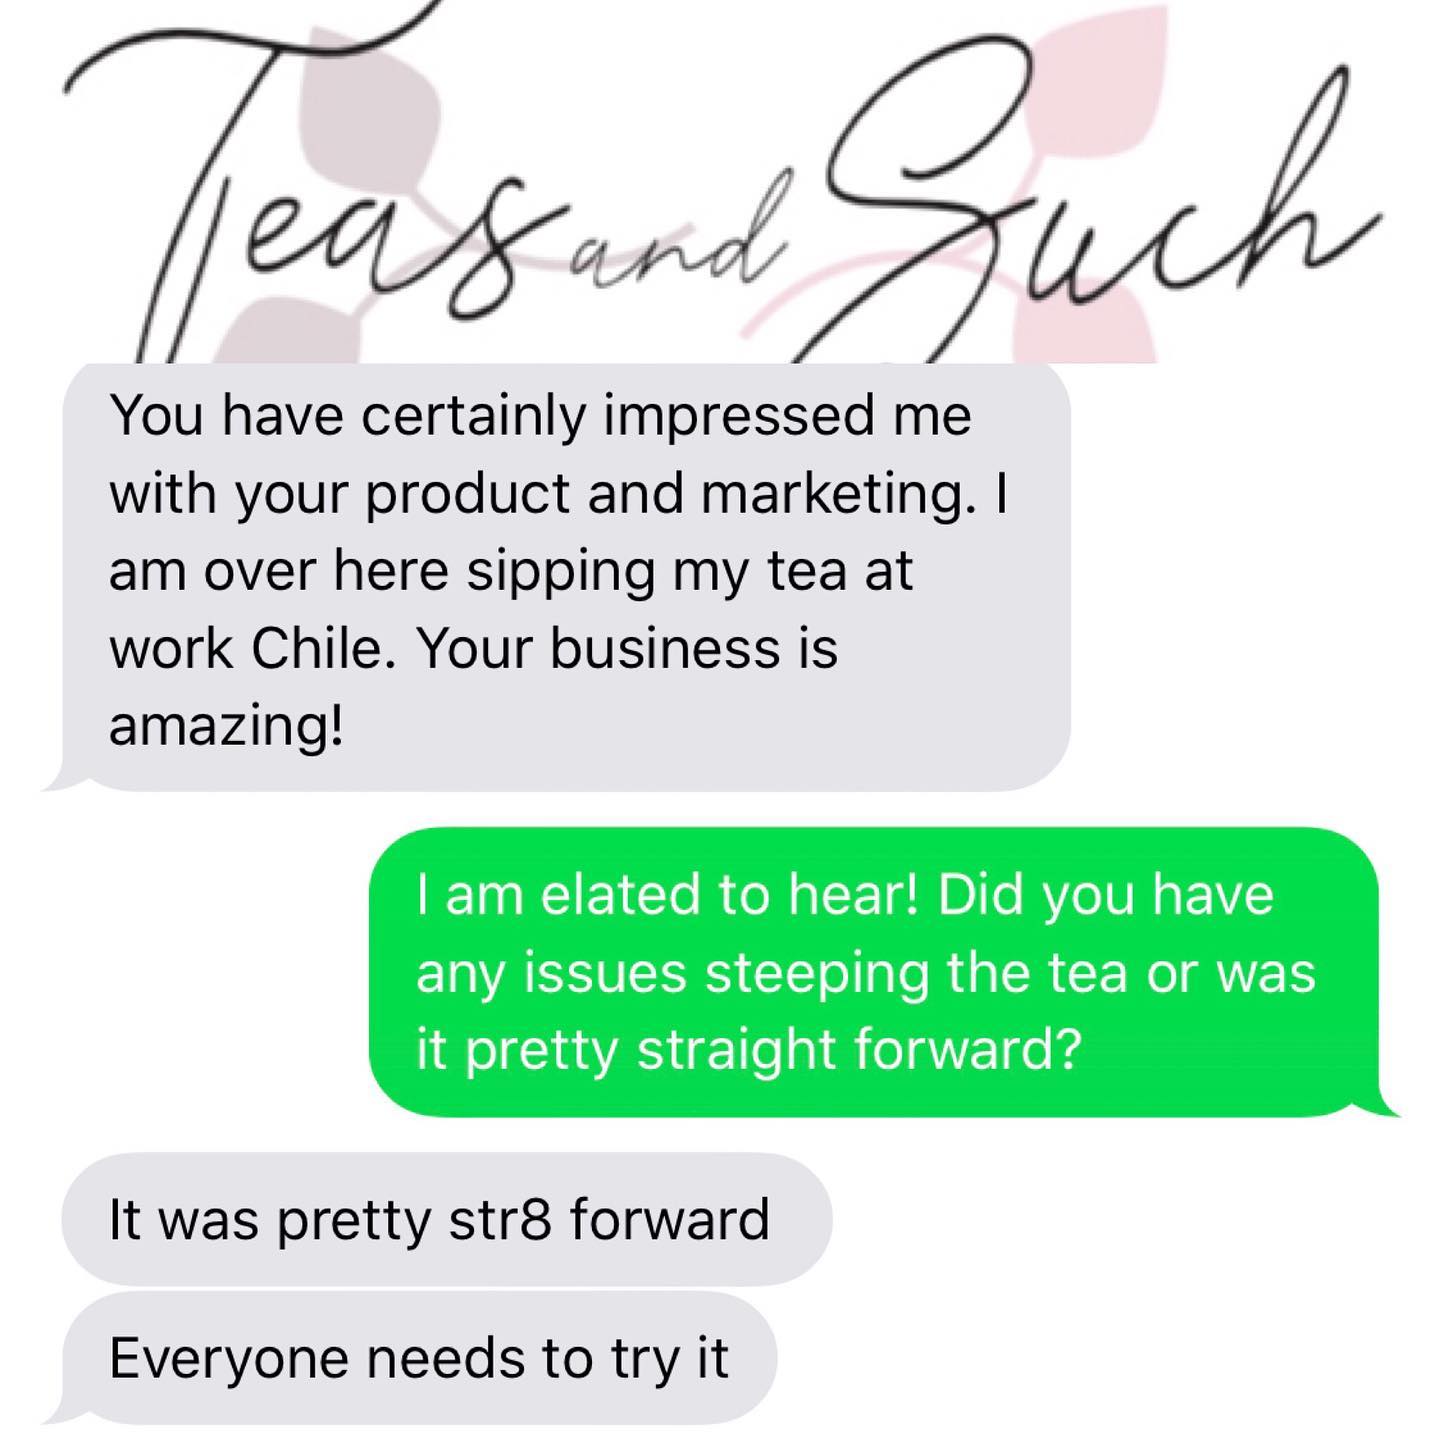 Teas and Such
You have certainly impressed me
with your product and marketing. I
am over here sipping my tea at
work Chile. Your business is
amazing!
I am elated to hear! Did you have
any issues steeping the tea or was
it pretty straight forward?
It was pretty str8 forward
Everyone needs to try it